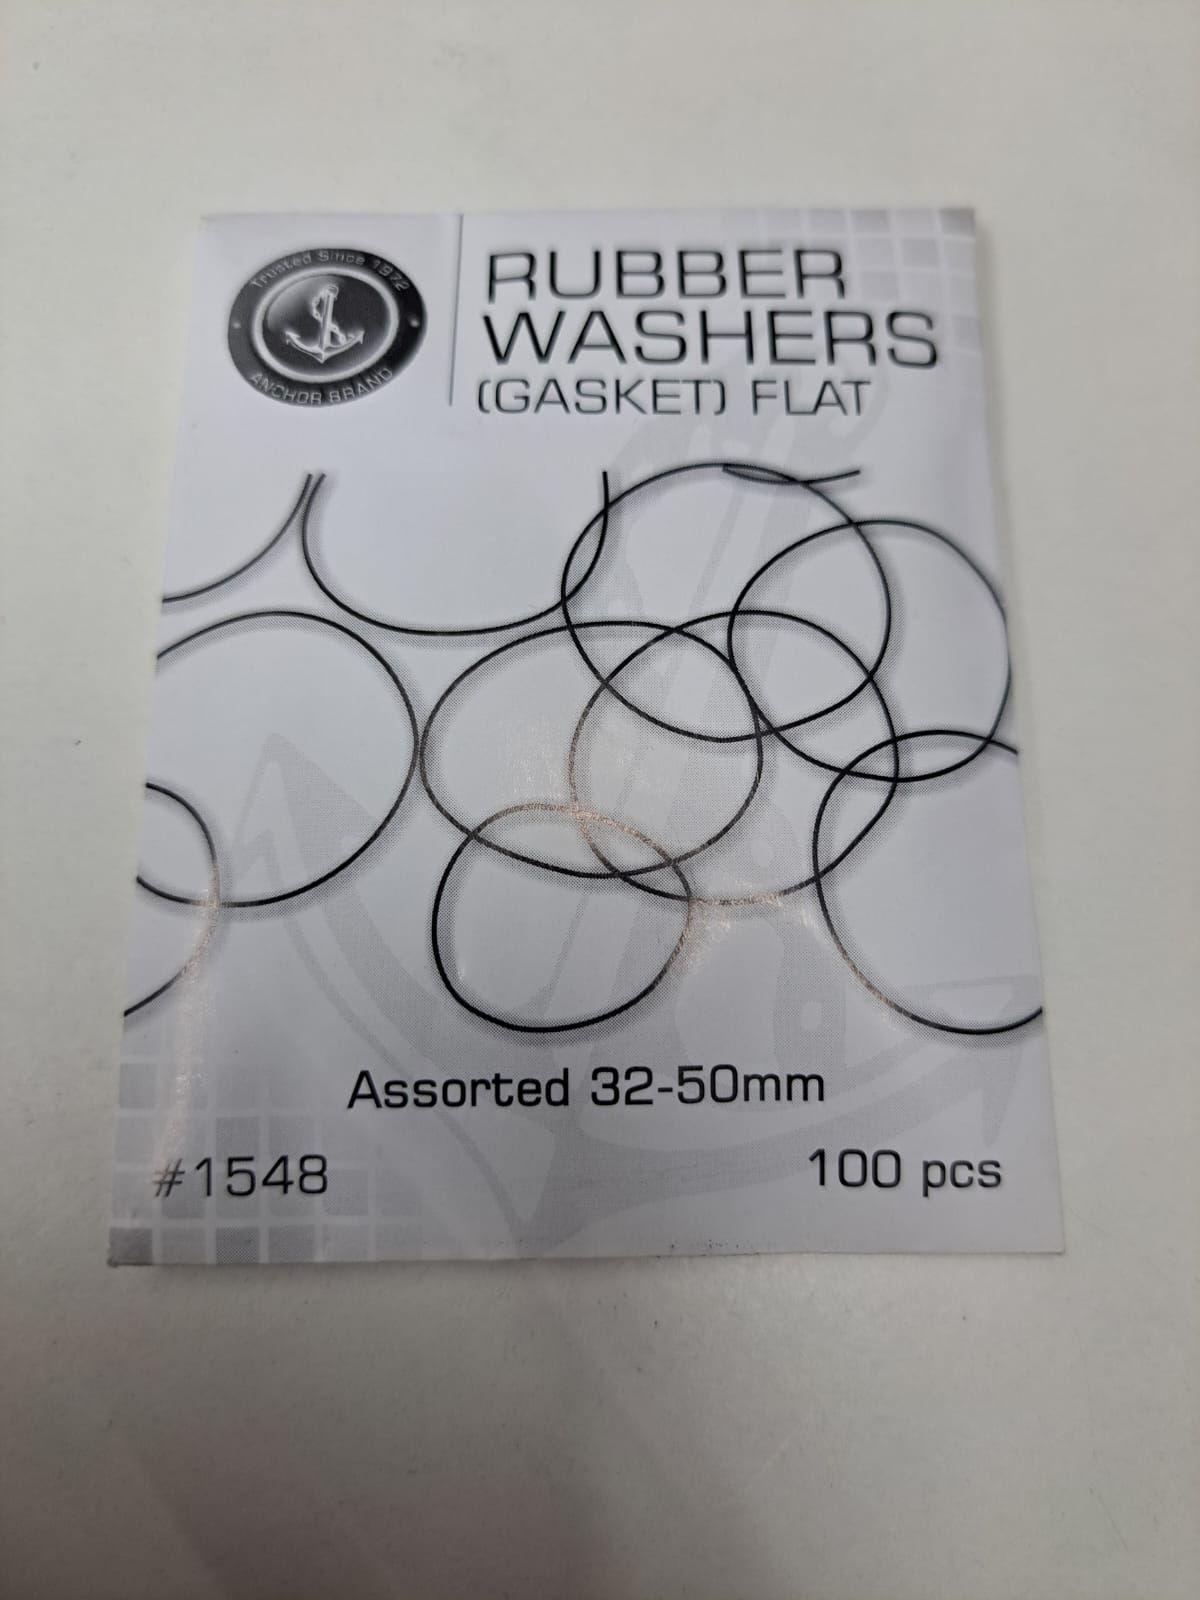 Trusted Since 1972
ANCHOR BRAND
RUBBER
WASHERS
(GASKET) FLAT
Assorted 32-50mm
#1548
100 pcs